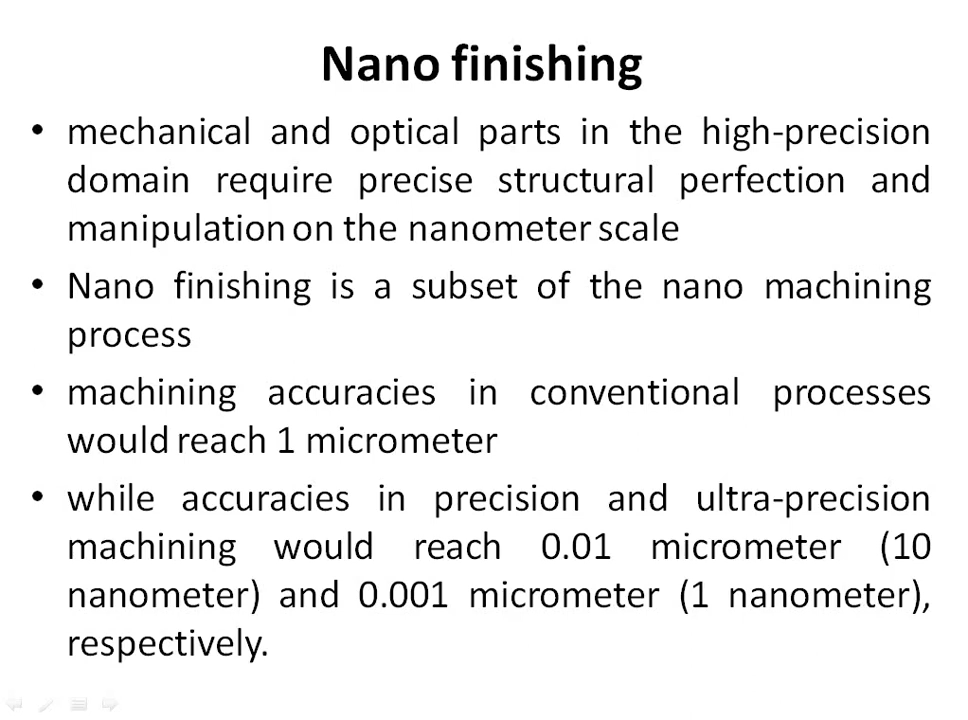 Nano finishing
• mechanical and optical parts in the high-precision
domain require precise structural perfection and
manipulation on the nanometer scale
• Nano finishing is a subset of the nano machining
process
• machining accuracies in conventional processes
would reach 1 micrometer
• while accuracies in precision and ultra-precision
machining would reach 0.01 micrometer (10
nanometer) and 0.001 micrometer (1 nanometer),
respectively.